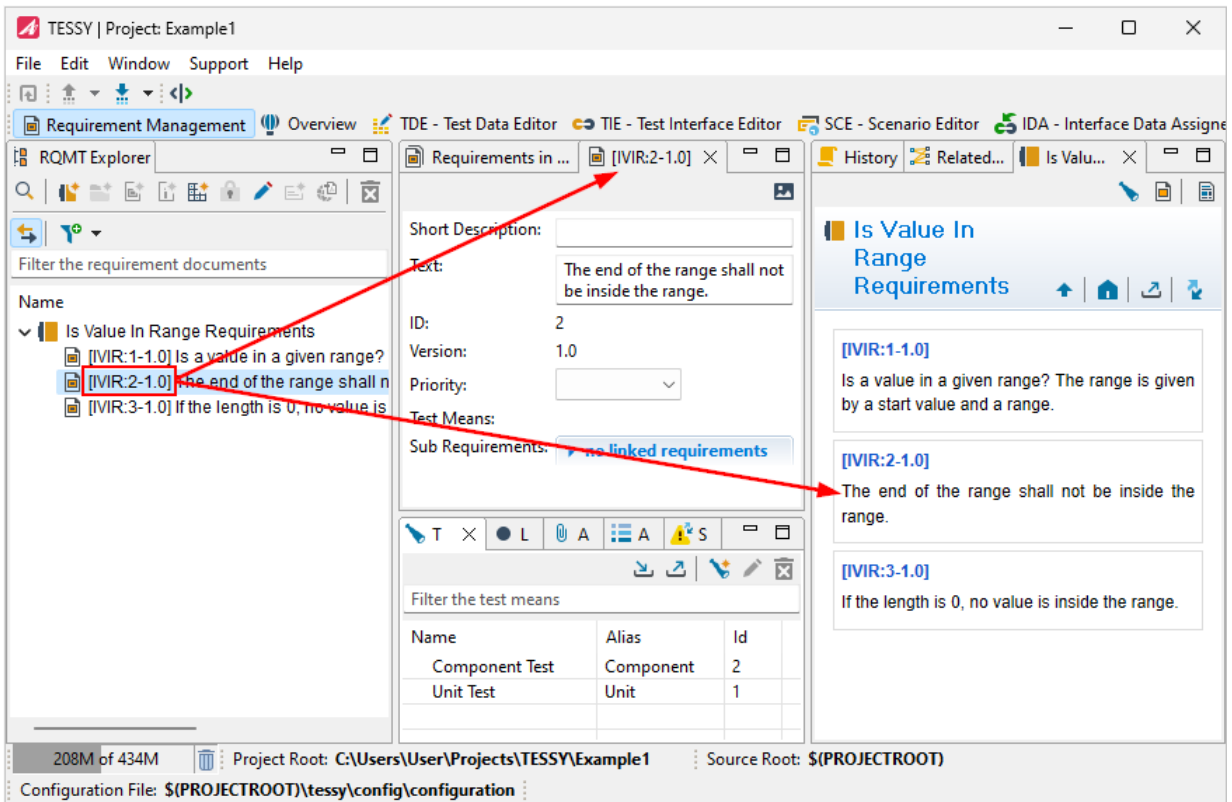 TESSY | Project: Example1
File Edit Window Support Help
Requirement Management Overview TDE - Test Data Editor TIE - Test Interface Editor SCE - Scenario Editor IDA - Interface Data Assigne
RQMT Explorer
Filter the requirement documents
Name
Is Value In Range Requirements
[IVIR:1-1.0] Is a value in a given range?
[IVIR:2-1.0] The end of the range shall n
[IVIR:3-1.0] If the length is 0, no value is
Requirements in ... [IVIR:2-1.0]
Short Description:
Text: The end of the range shall not
be inside the range.
ID: 2
Version: 1.0
Priority:
Test Means:
Sub Requirements: no linked requirements
T L A A S
Filter the test means
Name Alias Id
Component Test Component 2
Unit Test Unit 1
History Related... Is Valu...
Is Value In
Range
Requirements
[IVIR:1-1.0]
Is a value in a given range? The range is given
by a start value and a range.
[IVIR:2-1.0]
The end of the range shall not be inside the
range.
[IVIR:3-1.0]
If the length is 0, no value is inside the range.
208M of 434M Project Root: C:\Users\User\Projects\TESSY\Example1 Source Root: $(PROJECTROOT)
Configuration File: $(PROJECTROOT)\tessy\config\configuration